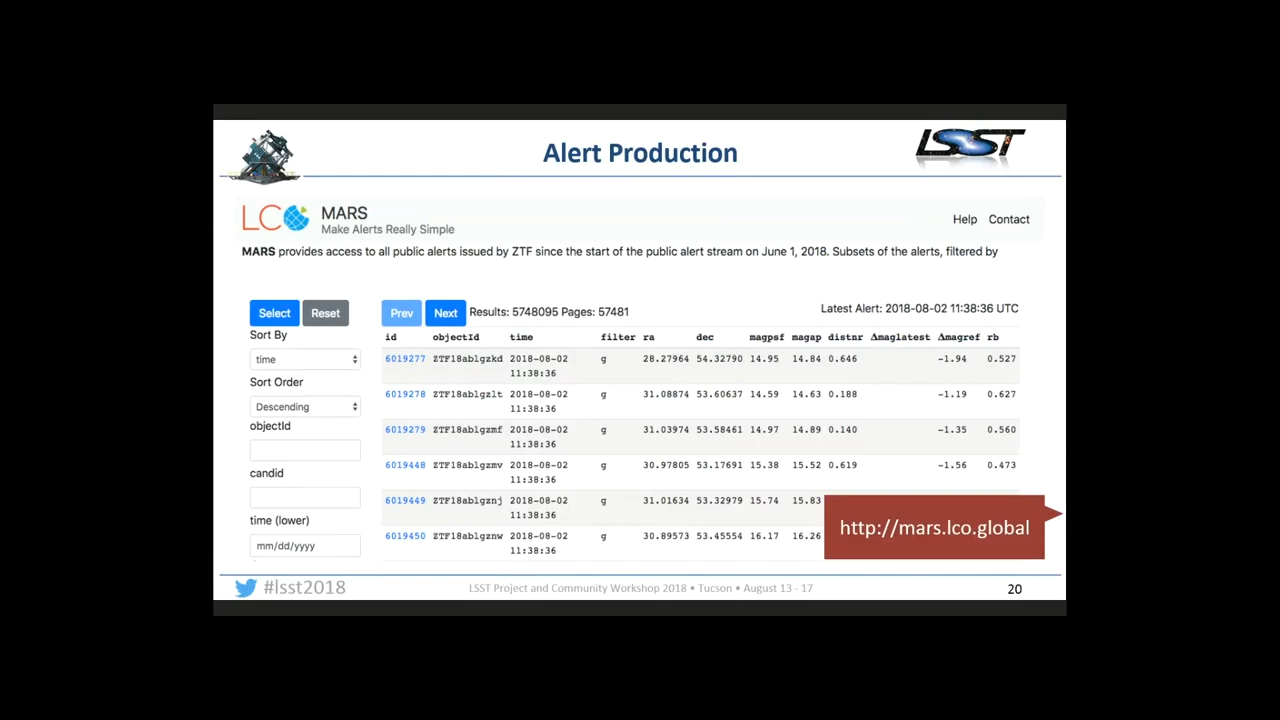 Alert Production
LSST
LCO
MARS
Make Alerts Really Simple
Help Contact
MARS provides access to all public alerts issued by ZTF since the start of the public alert stream on June 1, 2018. Subsets of the alerts, filtered by
Select Reset
Prev Next Results: 5748095 Pages: 57481
Latest Alert: 2018-08-02 11:38:36 UTC
Sort By
time
Sort Order
Descending
objectId
candid
time (lower)
mm/dd/yyyy
id objectId time filter ra dec magpsf magap distnr Δmaglatest Δmagref rb
6019277 ZTF18ablgzkd 2018-08-02 g 28.27964 54.32790 14.95 14.84 0.646 -1.94 0.527
11:38:36
6019278 ZTF18ablgzlt 2018-08-02 g 31.08874 53.60637 14.59 14.63 0.188 -1.19 0.627
11:38:36
6019279 ZTF18ablgzmf 2018-08-02 g 31.03974 53.58461 14.97 14.89 0.140 -1.35 0.560
11:38:36
6019448 ZTF18ablgzmv 2018-08-02 g 30.97805 53.17691 15.38 15.52 0.619 -1.56 0.473
11:38:36
6019449 ZTF18ablgznj 2018-08-02 g 31.01634 53.32979 15.74 15.83
11:38:36
6019450 ZTF18ablgznw 2018-08-02 g 30.89573 53.45554 16.17 16.26
11:38:36
http://mars.lco.global
#lsst2018
LSST Project and Community Workshop 2018 • Tucson • August 13 - 17
20